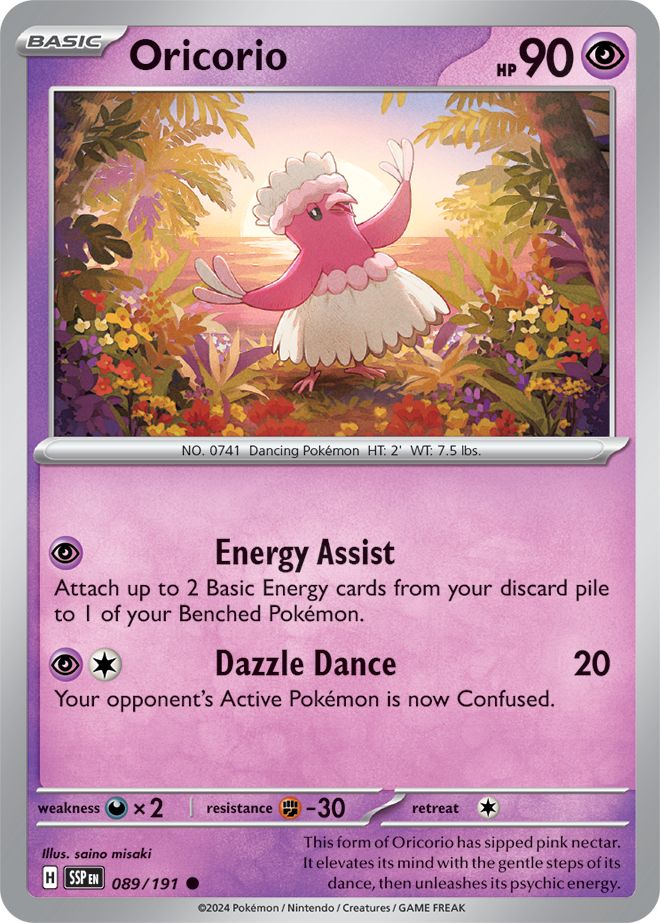 BASIC
Oricorio
HP 90
NO. 0741 Dancing Pokémon HT: 2' WT: 7.5 lbs.
Energy Assist
Attach up to 2 Basic Energy cards from your discard pile
to 1 of your Benched Pokémon.
Dazzle Dance 20
Your opponent's Active Pokémon is now Confused.
weakness ×2 resistance -30 retreat
Illus. saino misaki
H SSP EN 089/191
This form of Oricorio has sipped pink nectar.
It elevates its mind with the gentle steps of its
dance, then unleashes its psychic energy.
©2024 Pokémon / Nintendo / Creatures / GAME FREAK